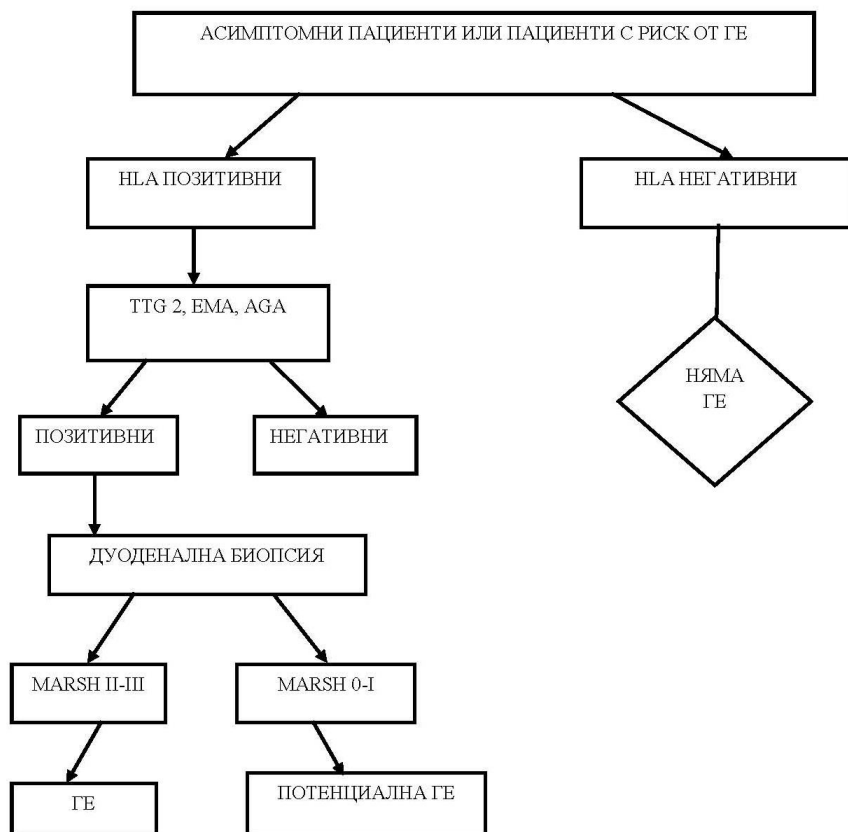 АСИМПТОМНИ ПАЦИЕНТИ ИЛИ ПАЦИЕНТИ С РИСК ОТ ГЕ
HLA ПОЗИТИВНИ
HLA НЕГАТИВНИ
TTG 2, EMA, AGA
НЯМА
ГЕ
ПОЗИТИВНИ
НЕГАТИВНИ
ДУОДЕНАЛНА БИОПСИЯ
MARSH II-III
MARSH 0-I
ГЕ
ПОТЕНЦИАЛНА ГЕ